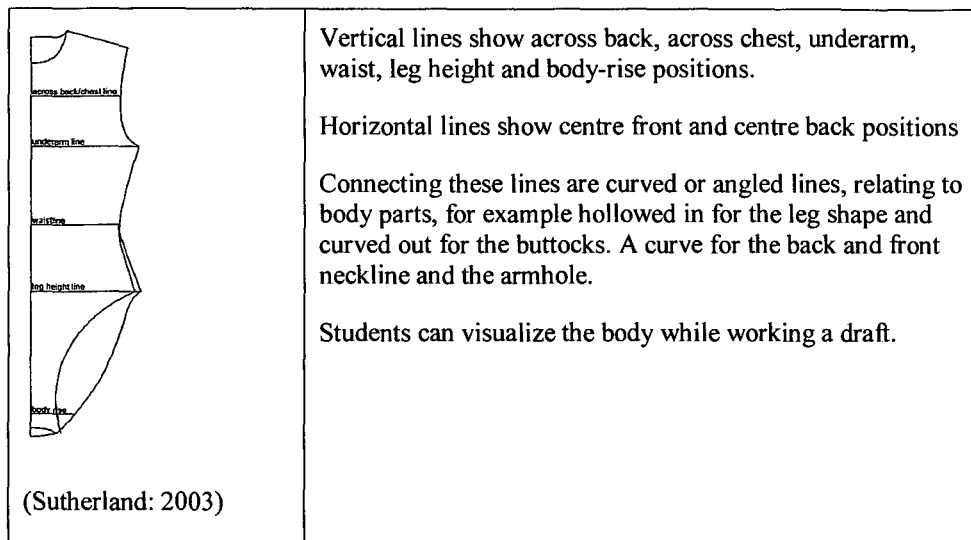 across back/chest line
underarm line
waistline
leg height line
body rise
(Sutherland: 2003)
Vertical lines show across back, across chest, underarm,
waist, leg height and body-rise positions.
Horizontal lines show centre front and centre back positions
Connecting these lines are curved or angled lines, relating to
body parts, for example hollowed in for the leg shape and
curved out for the buttocks. A curve for the back and front
neckline and the armhole.
Students can visualize the body while working a draft.